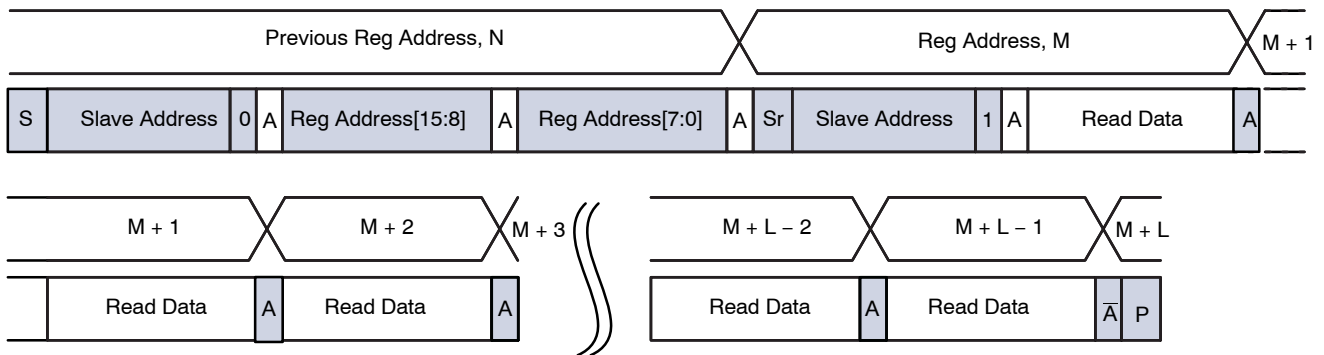 Previous Reg Address, N Reg Address, M M + 1
S Slave Address 0 A Reg Address[15:8] A Reg Address[7:0] A Sr Slave Address 1 A Read Data A
M + 1 M + 2 M + 3 M + L − 2 M + L − 1 M + L
Read Data A Read Data A Read Data A Read Data A̅ P